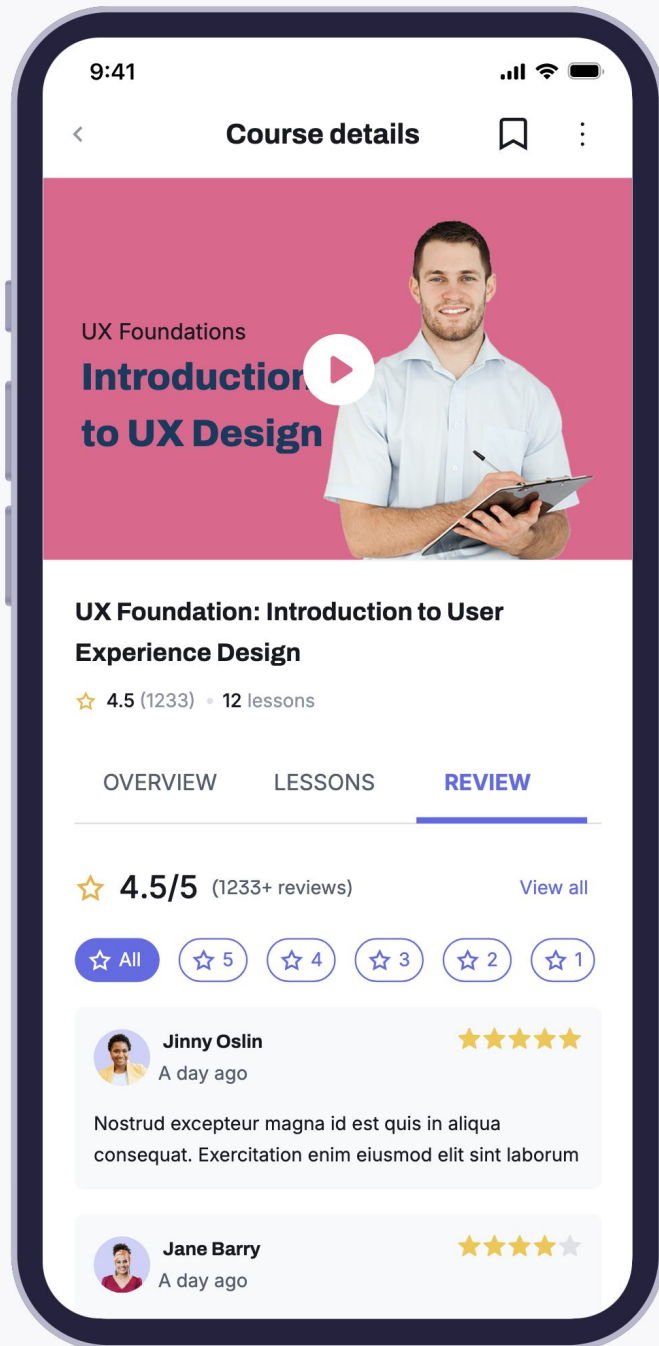 9:41
Course details
UX Foundations
Introduction
to UX Design
UX Foundation: Introduction to User
Experience Design
4.5 (1233) • 12 lessons
OVERVIEW LESSONS REVIEW
4.5/5 (1233+ reviews) View all
All 5 4 3 2 1
Jinny Oslin
A day ago
Nostrud excepteur magna id est quis in aliqua
consequat. Exercitation enim eiusmod elit sint laborum
Jane Barry
A day ago